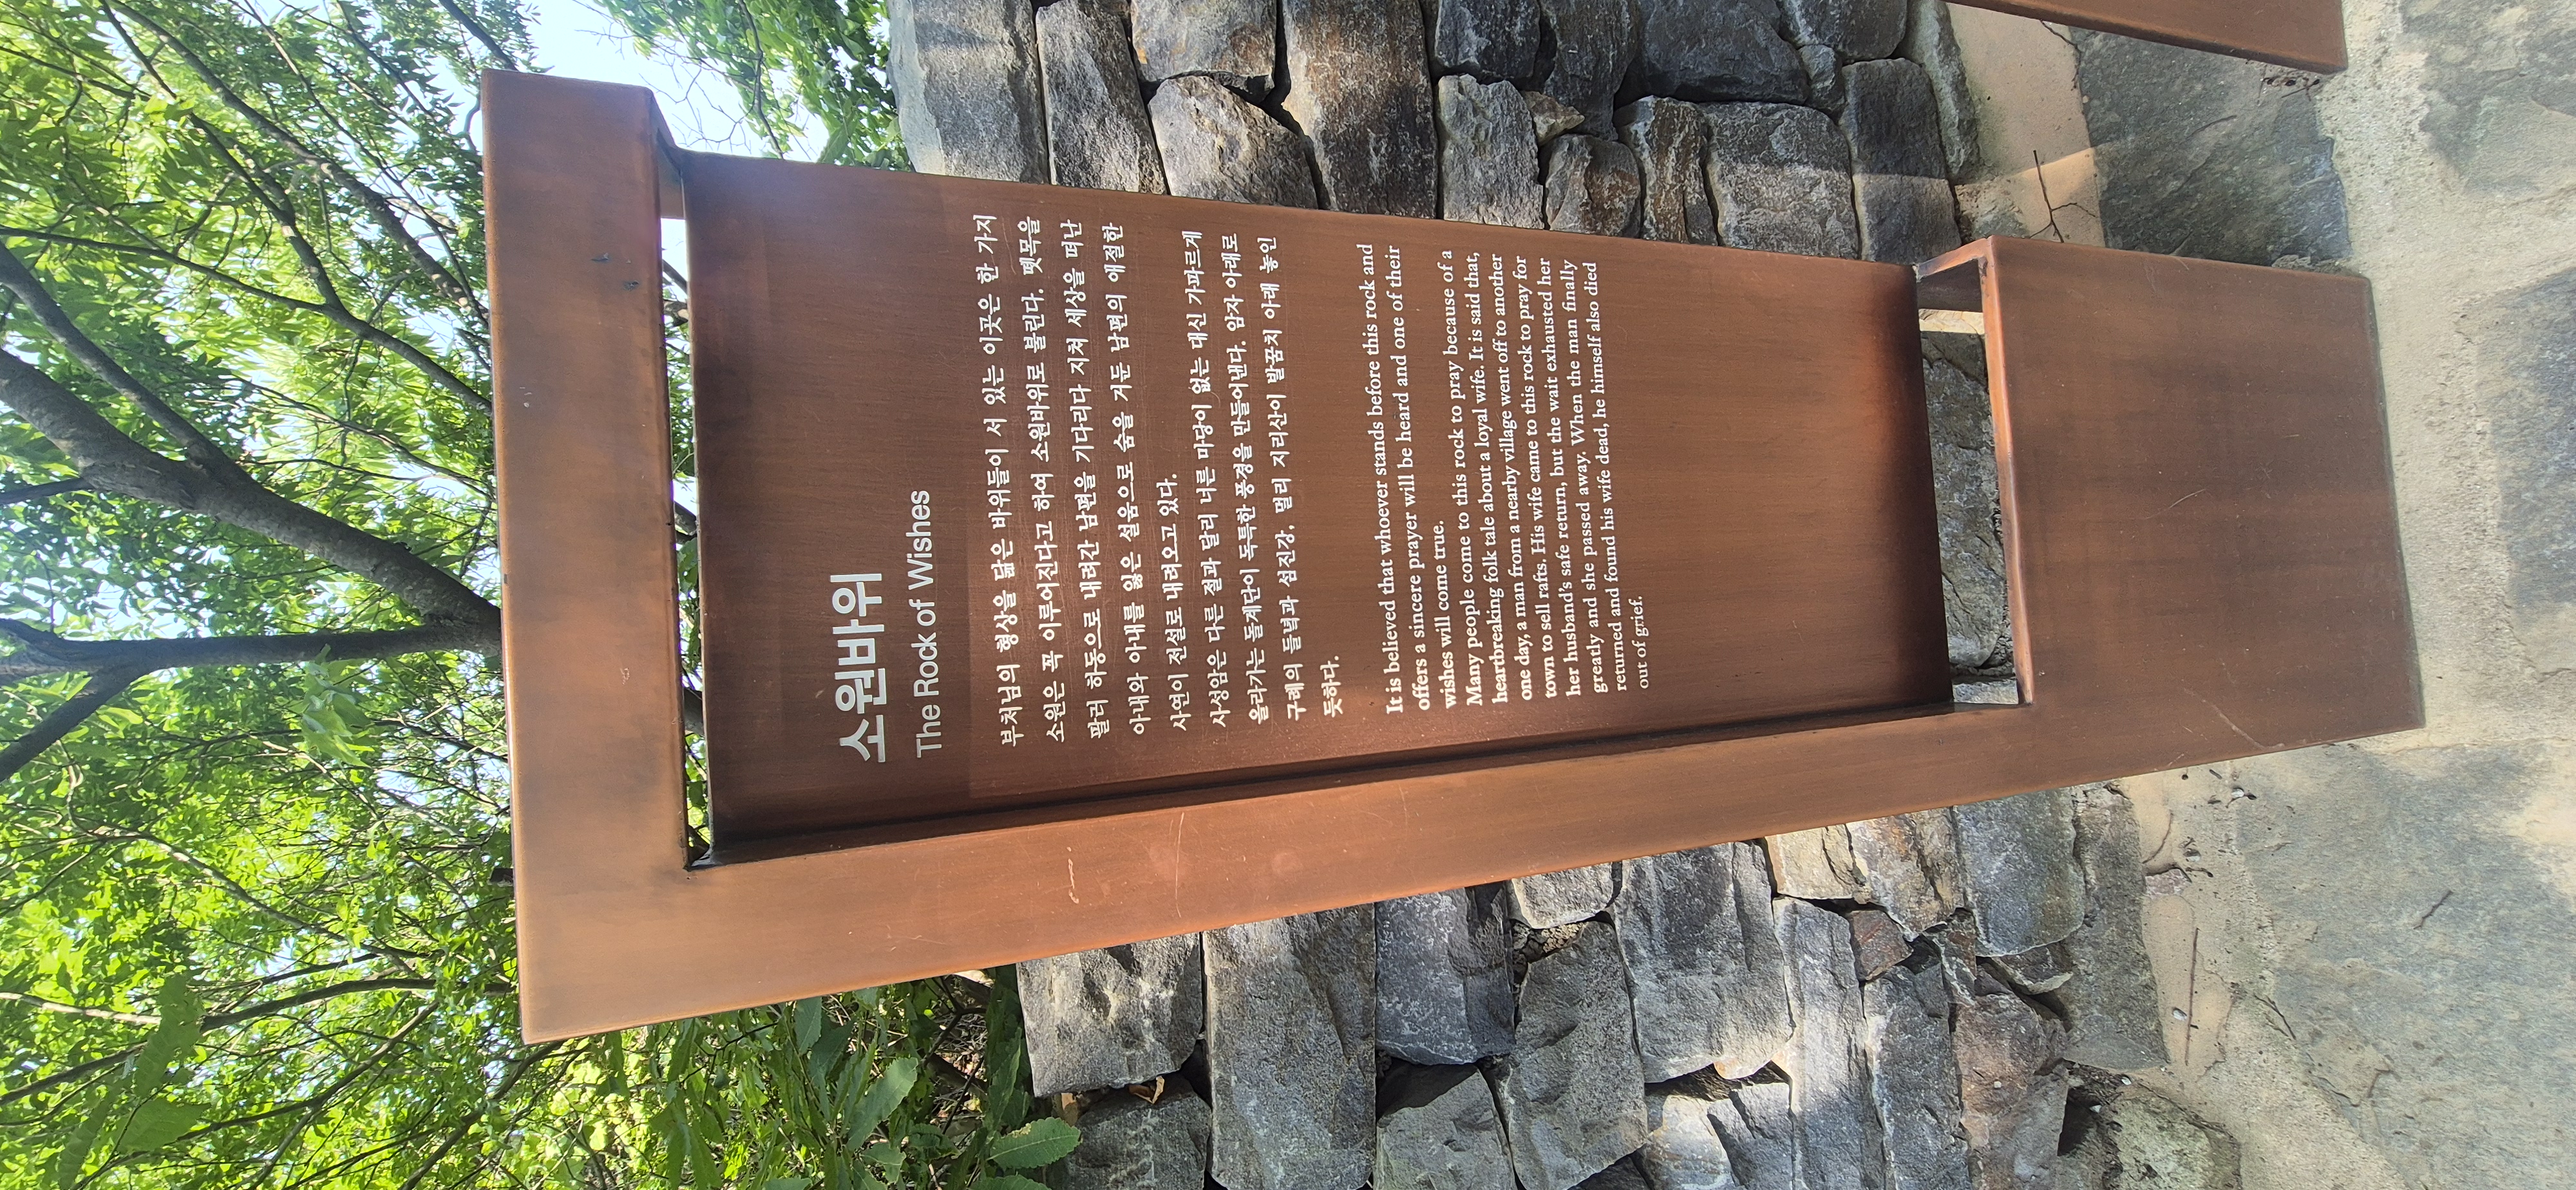 소원바위
The Rock of Wishes
부처님의 형상을 닮은 바위들이 서 있는 이곳은 한 가지
소원은 꼭 이루어진다고 하여 소원바위로 불린다. 뗏목을
팔러 하동으로 내려간 남편을 기다리다 지쳐 세상을 떠난
아내와 아내를 잃은 설움으로 숨을 거둔 남편의 애절한
사연이 전설로 내려오고 있다.
사성암은 다른 절과 달리 너른 마당이 없는 대신 가파르게
올라가는 돌계단이 독특한 풍경을 만들어낸다. 암자 아래로
구례의 들녘과 섬진강, 멀리 지리산이 발꿈치 아래 놓인
듯하다.
It is believed that whoever stands before this rock and
offers a sincere prayer will be heard and one of their
wishes will come true.
Many people come to this rock to pray because of a
heartbreaking folk tale about a loyal wife. It is said that,
one day, a man from a nearby village went off to another
town to sell rafts. His wife came to this rock to pray for
her husband's safe return, but the wait exhausted her
greatly and she passed away. When the man finally
returned and found his wife dead, he himself also died
out of grief.